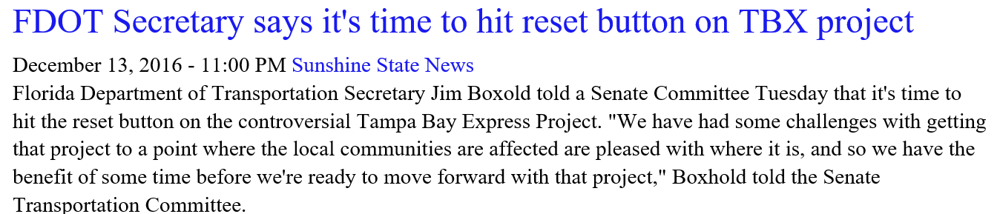 FDOT Secretary says it's time to hit reset button on TBX project
December 13, 2016 - 11:00 PM Sunshine State News
Florida Department of Transportation Secretary Jim Boxold told a Senate Committee Tuesday that it's time to
hit the reset button on the controversial Tampa Bay Express Project. "We have had some challenges with getting
that project to a point where the local communities are affected are pleased with where it is, and so we have the
benefit of some time before we're ready to move forward with that project," Boxhold told the Senate
Transportation Committee.